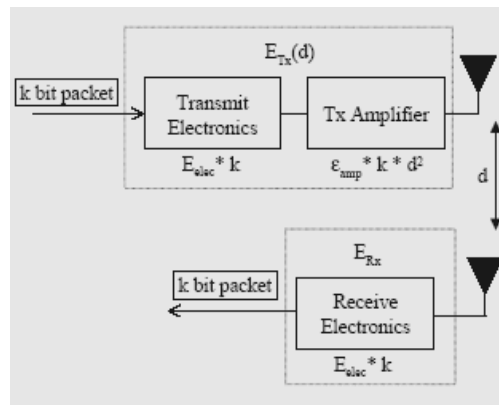 E_Tx(d)
k bit packet
Transmit
Electronics
Tx Amplifier
E_elec * k
ε_amp * k * d²
d
E_Rx
k bit packet
Receive
Electronics
E_elec * k